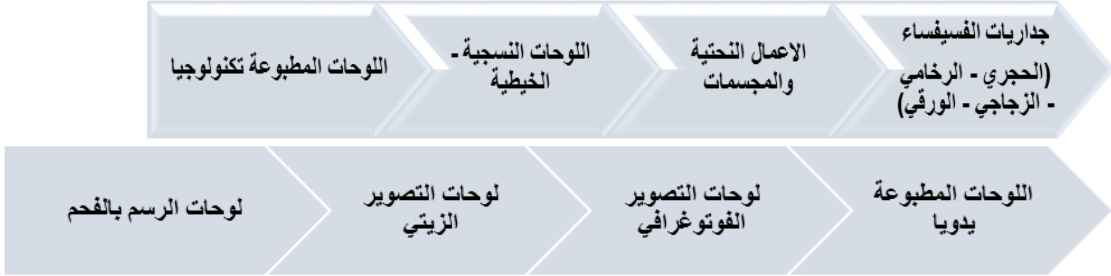 جداريات الفسيفساء
(الحجري - الرخامي
- الزجاجي - الورقي)
الاعمال النحتية
والمجسمات
اللوحات النسجية -
الخيطية
اللوحات المطبوعة تكنولوجيا
اللوحات المطبوعة
يدويا
لوحات التصوير
الفوتوغرافي
لوحات التصوير
الزيتي
لوحات الرسم بالفحم